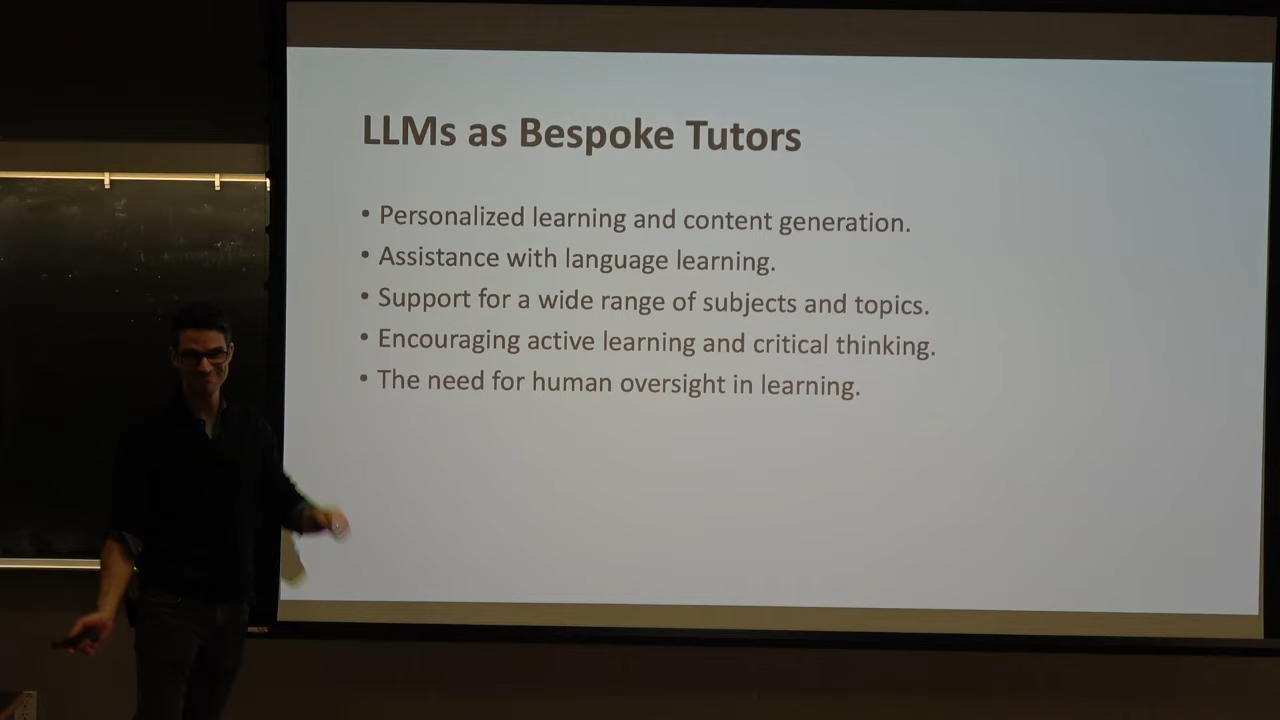 LLMs as Bespoke Tutors
• Personalized learning and content generation.
• Assistance with language learning.
• Support for a wide range of subjects and topics.
• Encouraging active learning and critical thinking.
• The need for human oversight in learning.